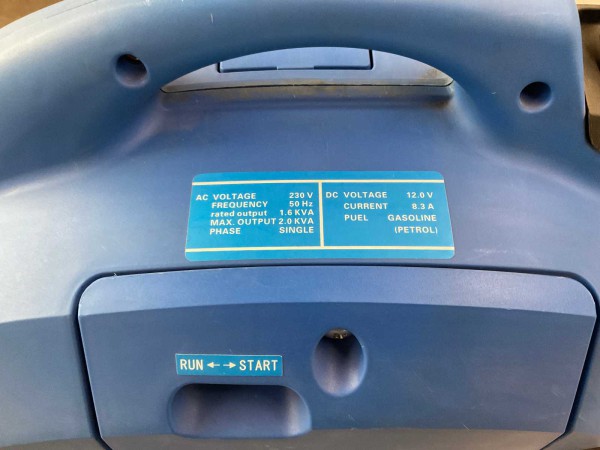 AC VOLTAGE 230 V
FREQUENCY 50 Hz
rated output 1.6 KVA
MAX. OUTPUT 2.0 KVA
PHASE SINGLE
DC VOLTAGE 12.0 V
CURRENT 8.3 A
PUEL GASOLINE
(PETROL)
RUN ←→ START